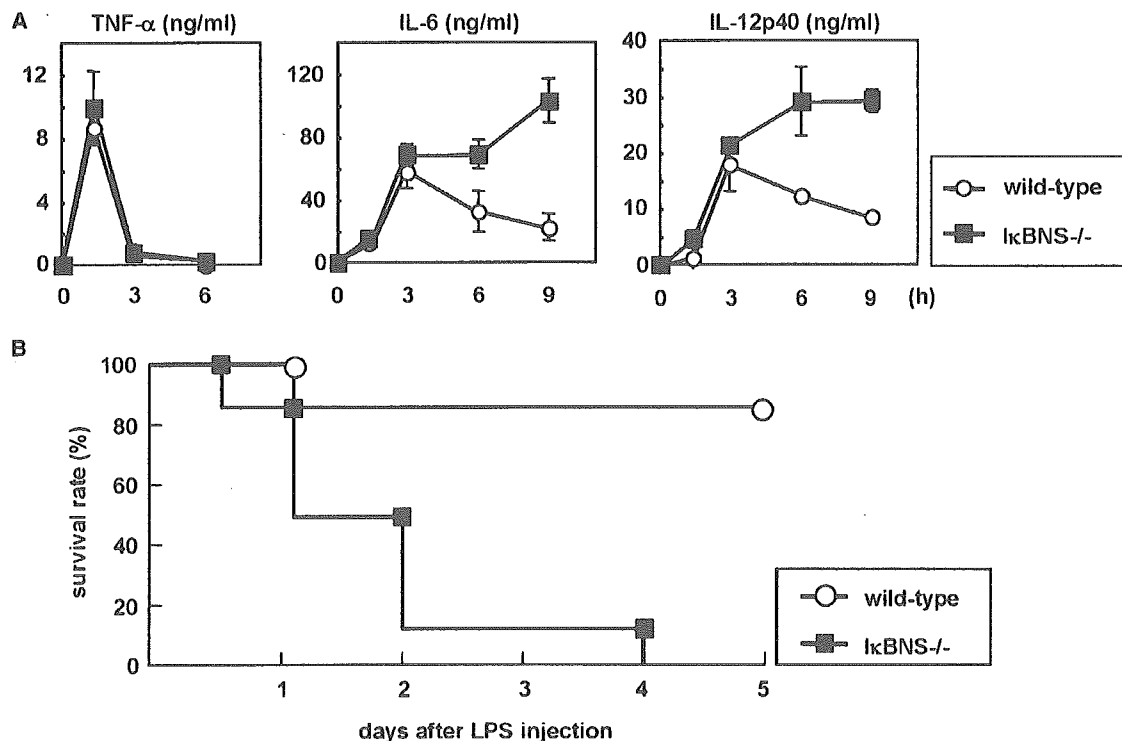 A
TNF-α (ng/ml)
IL-6 (ng/ml)
IL-12p40 (ng/ml)
12
8
4
0
0 3 6
120
80
40
0
0 3 6 9
40
30
20
10
0
0 3 6 9 (h)
wild-type
IκBNS-/-
B
survival rate (%)
100
80
60
40
20
0
1 2 3 4 5
days after LPS injection
wild-type
IκBNS-/-